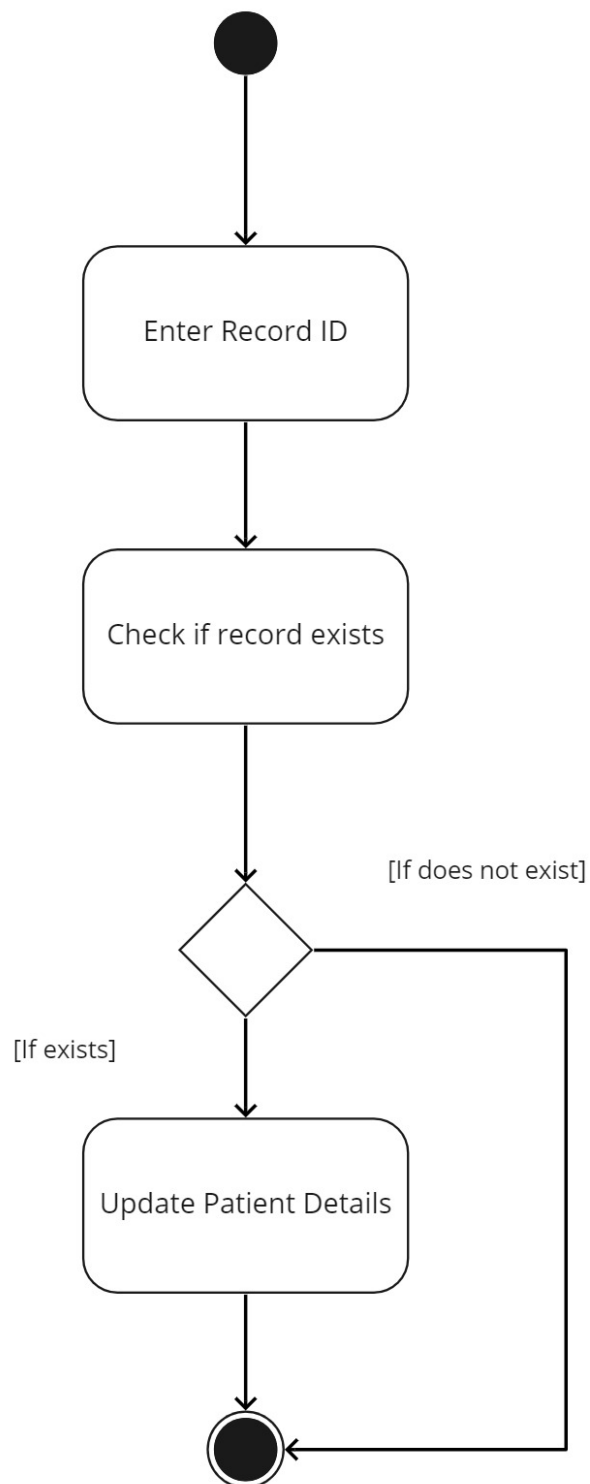 Enter Record ID
Check if record exists
[If does not exist]
[If exists]
Update Patient Details